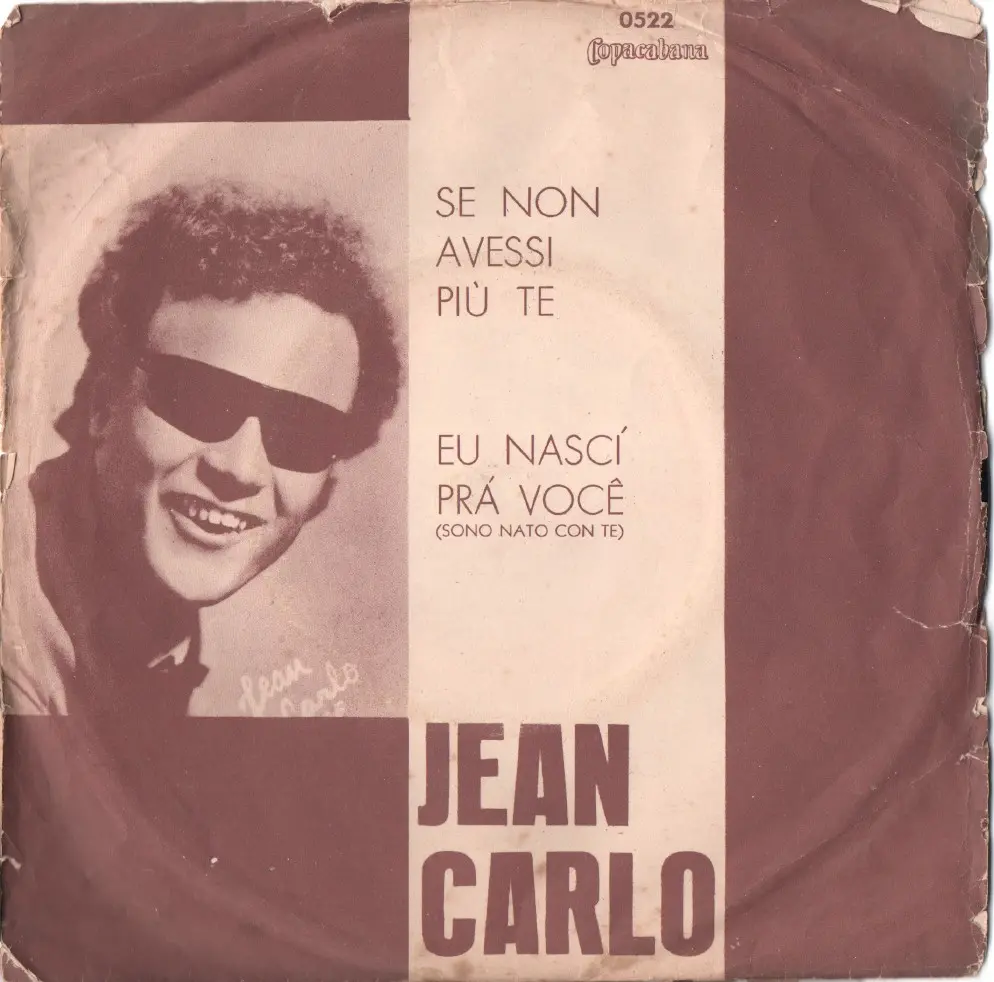 0522
Copacabana
SE NON
AVESSI
PIÙ TE
EU NASCÍ
PRÁ VOCÊ
(SONO NATO CON TE)
Jean
Carlo
JEAN
CARLO